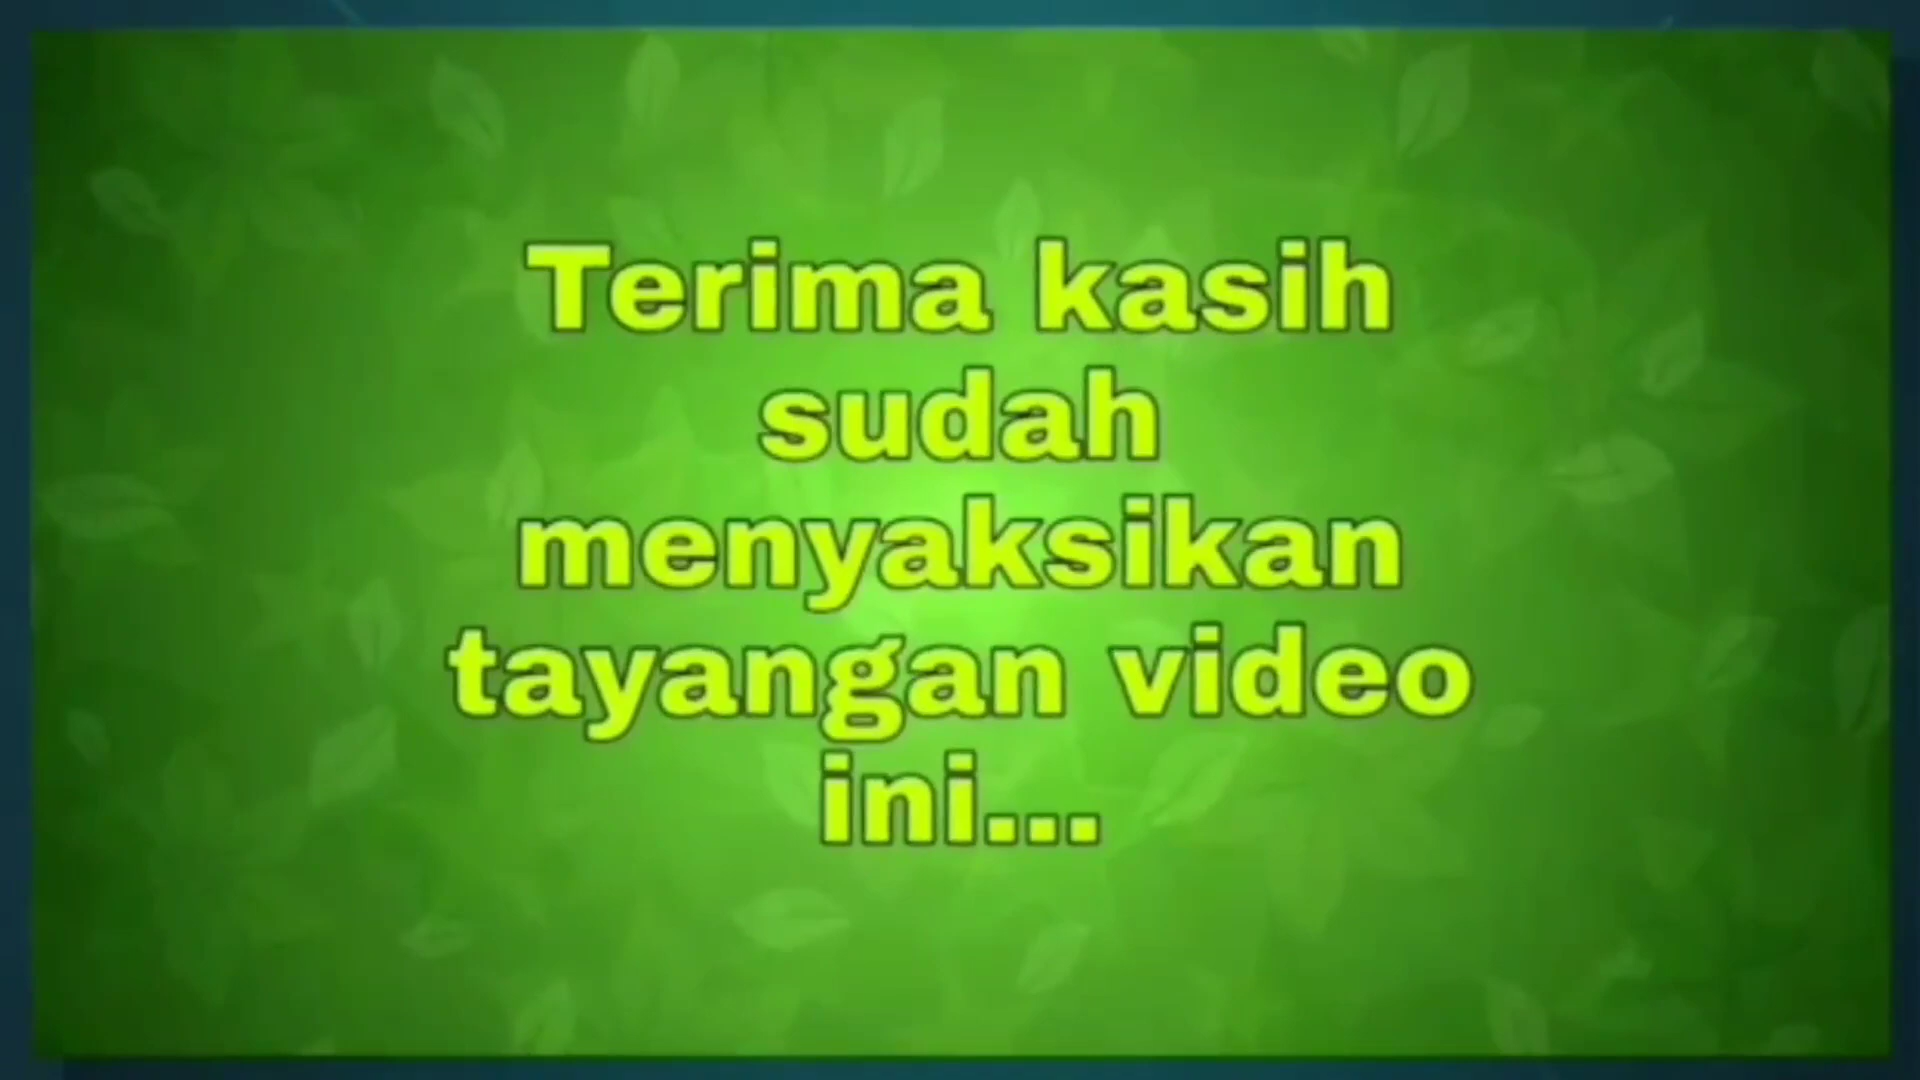 Terima kasih
sudah
menyaksikan
tayangan video
ini...